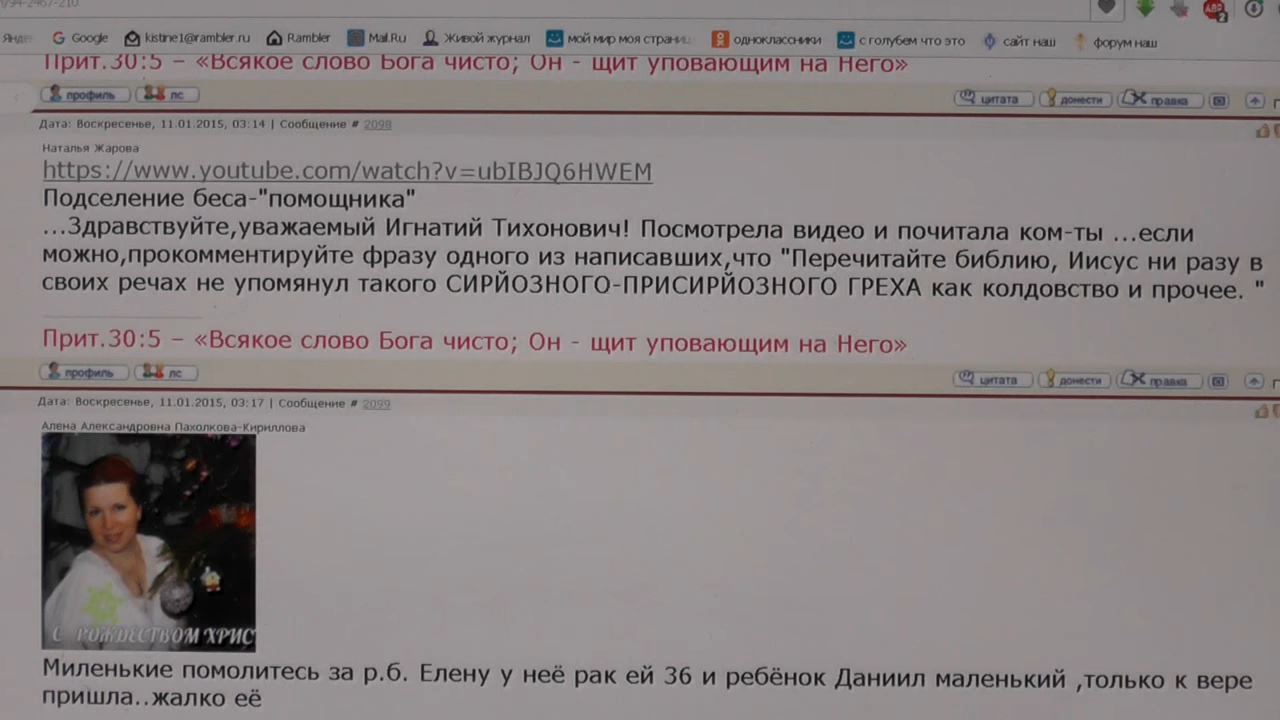 Google kistine1@rambler.ru Rambler Mail.Ru Живой журнал мой мир моя страниц одноклассники с голубем что это сайт наш форум наш
Прит.30:5 – «Всякое слово Бога чисто; Он - щит уповающим на Него»
профиль лс цитата донести правка
Дата: Воскресенье, 11.01.2015, 03:14 | Сообщение # 2098
Наталья Жарова
https://www.youtube.com/watch?v=ubIBJQ6HWEM
Подселение беса-"помощника"
...Здравствуйте,уважаемый Игнатий Тихонович! Посмотрела видео и почитала ком-ты ...если
можно,прокомментируйте фразу одного из написавших,что "Перечитайте библию, Иисус ни разу в
своих речах не упомянул такого СИРЙОЗНОГО-ПРИСИРЙОЗНОГО ГРЕХА как колдовство и прочее. "
Прит.30:5 – «Всякое слово Бога чисто; Он - щит уповающим на Него»
профиль лс цитата донести правка
Дата: Воскресенье, 11.01.2015, 03:17 | Сообщение # 2099
Алена Александровна Пахолкова-Кириллова
С РОЖДЕСТВОМ ХРИС
Миленькие помолитесь за р.б. Елену у неё рак ей 36 и ребёнок Даниил маленький ,только к вере
пришла..жалко её